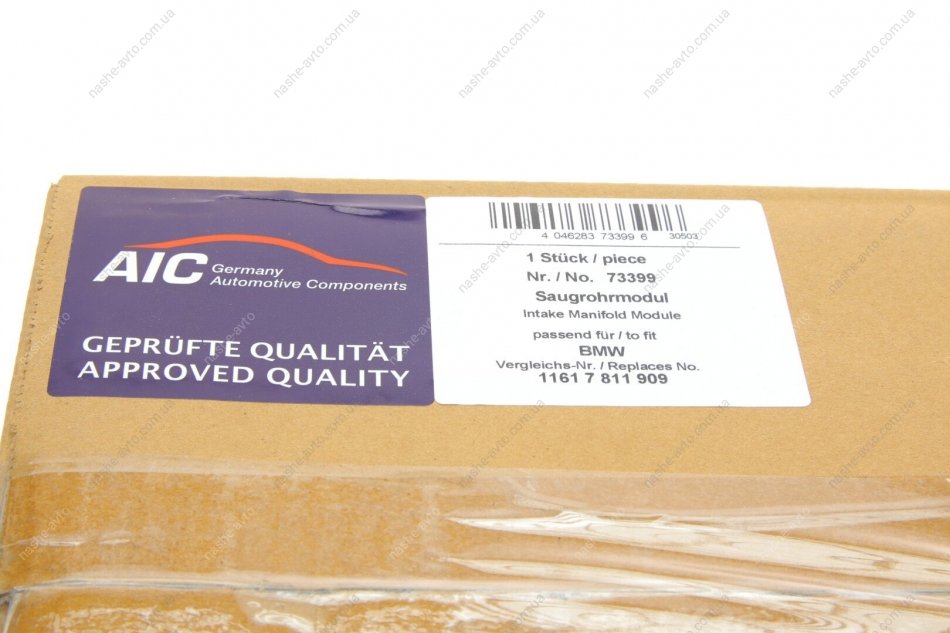 AIC Germany
Automotive Components
GEPRÜFTE QUALITÄT
APPROVED QUALITY
4 046283 73399 6 30503
1 Stück / piece
Nr. / No. 73399
Saugrohrmodul
Intake Manifold Module
passend für / to fit
BMW
Vergleichs-Nr. / Replaces No.
1161 7 811 909
nashe-avto.com.ua